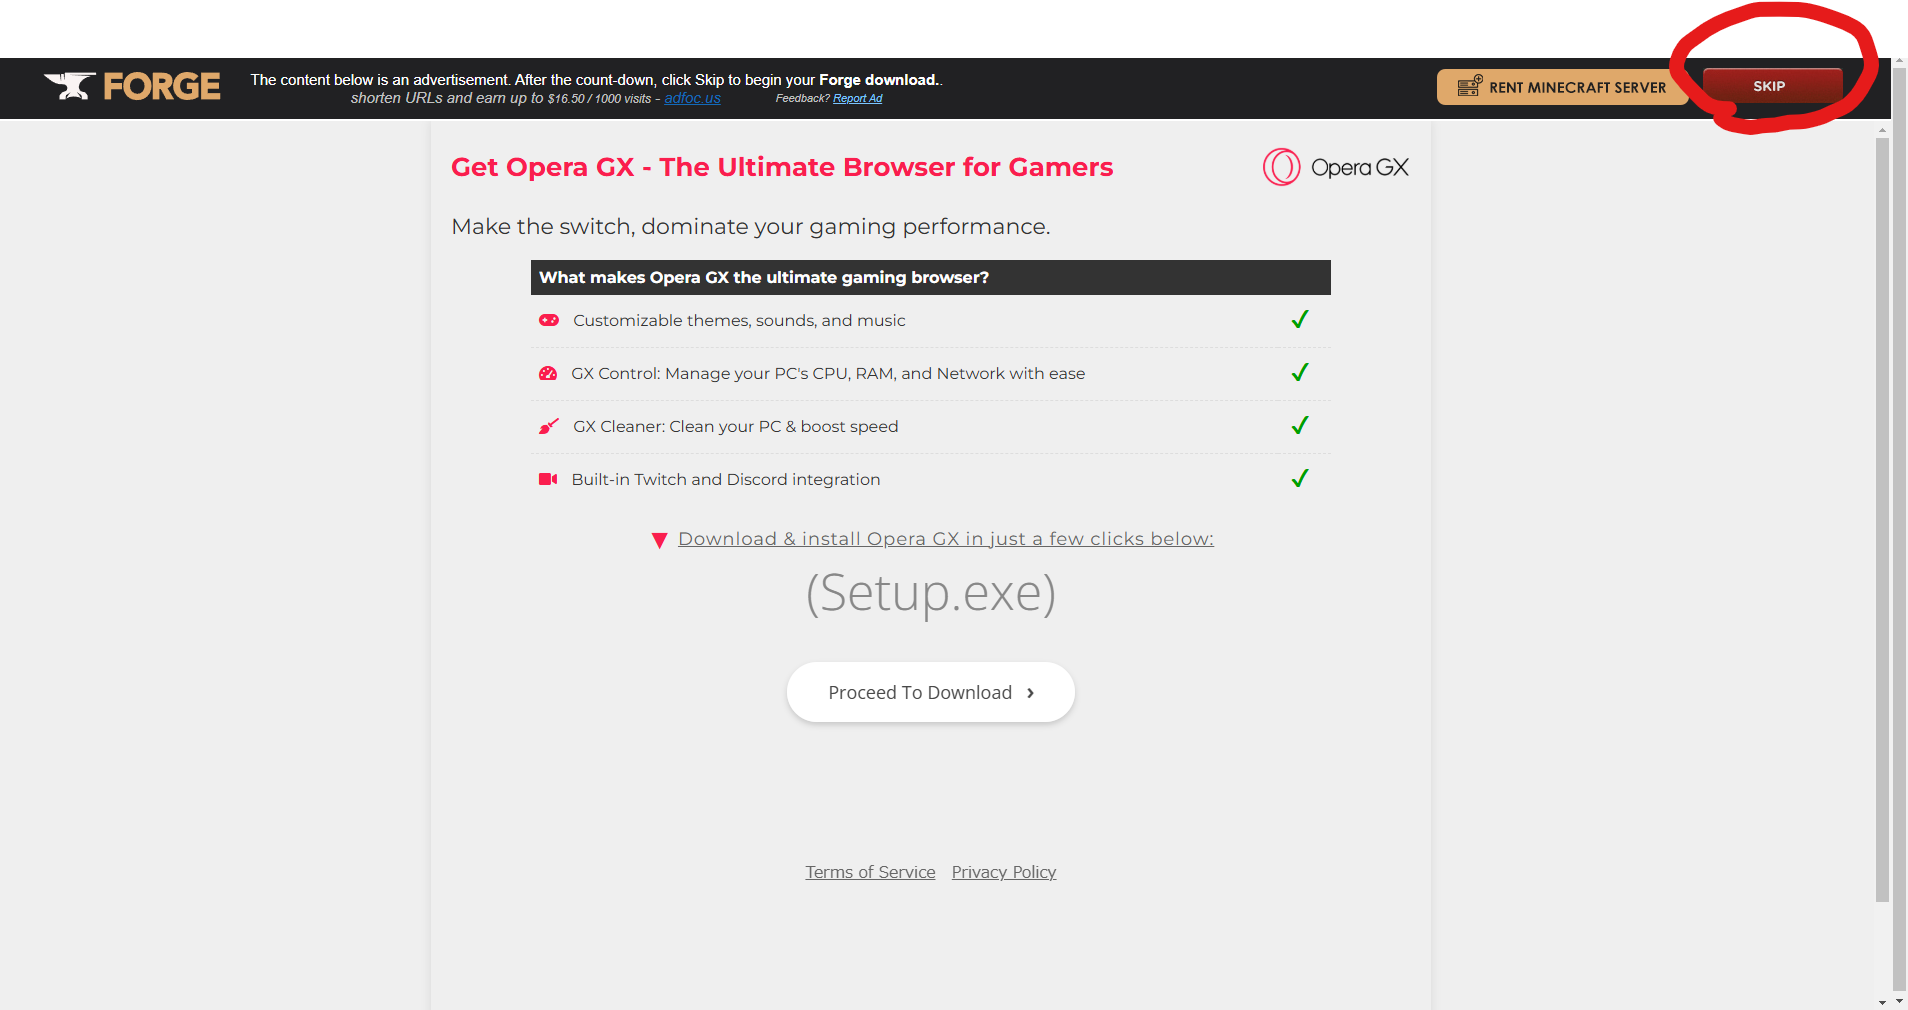 FORGE
The content below is an advertisement. After the count-down, click Skip to begin your Forge download..
shorten URLs and earn up to $16.50 / 1000 visits - adfoc.us
Feedback? Report Ad
RENT MINECRAFT SERVER
SKIP
Get Opera GX - The Ultimate Browser for Gamers
Opera GX
Make the switch, dominate your gaming performance.
What makes Opera GX the ultimate gaming browser?
Customizable themes, sounds, and music
GX Control: Manage your PC's CPU, RAM, and Network with ease
GX Cleaner: Clean your PC & boost speed
Built-in Twitch and Discord integration
Download & install Opera GX in just a few clicks below:
(Setup.exe)
Proceed To Download ›
Terms of Service Privacy Policy